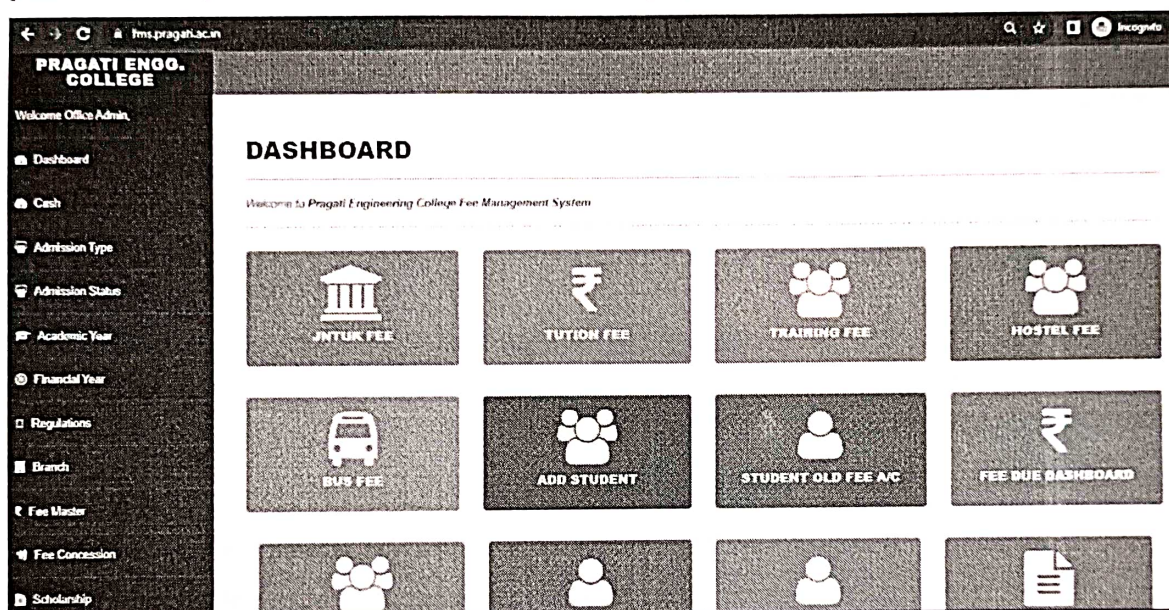 fms.pragati.ac.in
Incognito
PRAGATI ENGG.
COLLEGE
Welcome Office Admin,
Dashboard
Cash
Admission Type
Admission Status
Academic Year
Financial Year
Regulations
Branch
₹ Fee Master
Fee Concession
Scholarship
DASHBOARD
Welcome to Pragati Engineering College Fee Management System
JNTUK FEE
TUTION FEE
TRAINING FEE
HOSTEL FEE
BUS FEE
ADD STUDENT
STUDENT OLD FEE A/C
FEE DUE DASHBOARD